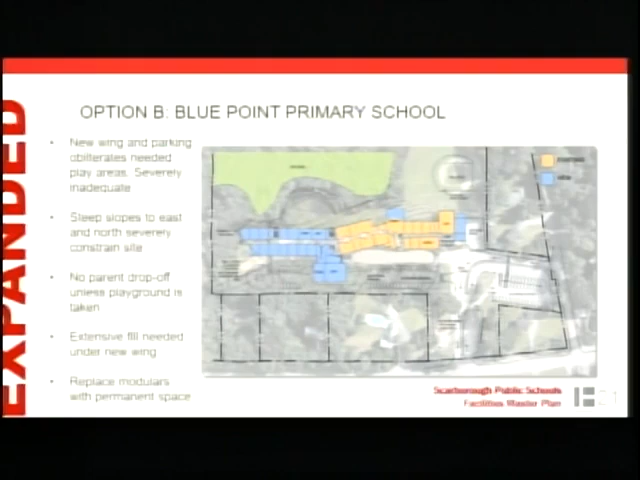 OPTION B: BLUE POINT PRIMARY SCHOOL
EXPANDED
• New wing and parking
obliterates needed
play areas. Severely
inadequate
• Steep slopes to east
and north severely
constrain site
• No parent drop-off
unless playground is
taken
• Extensive fill needed
under new wing
• Replace modulars
with permanent space
Scarborough Public Schools
Facilities Master Plan